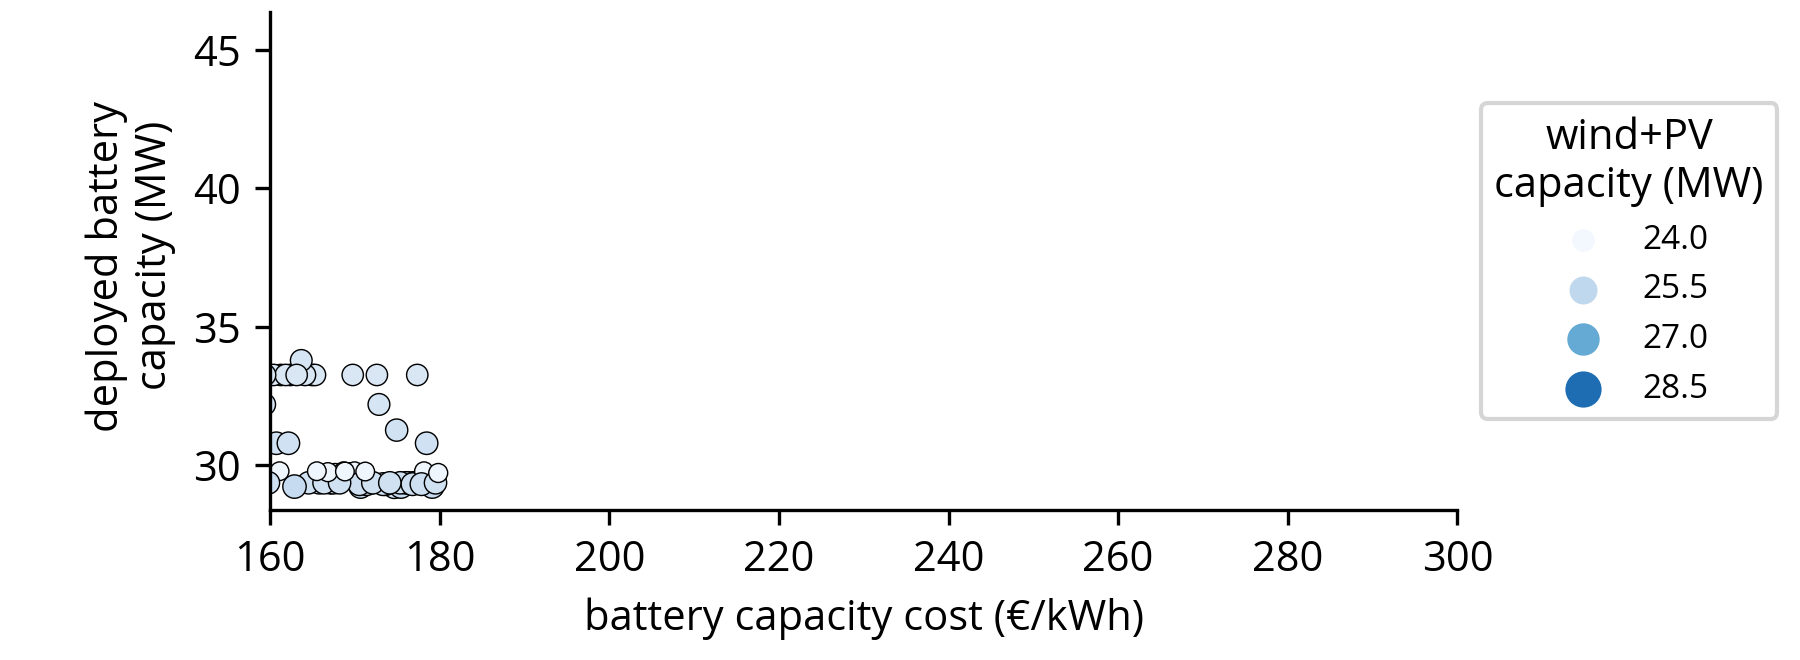 deployed battery
capacity (MW)
45
40
35
30
160 180 200 220 240 260 280 300
battery capacity cost (€/kWh)
wind+PV
capacity (MW)
24.0
25.5
27.0
28.5